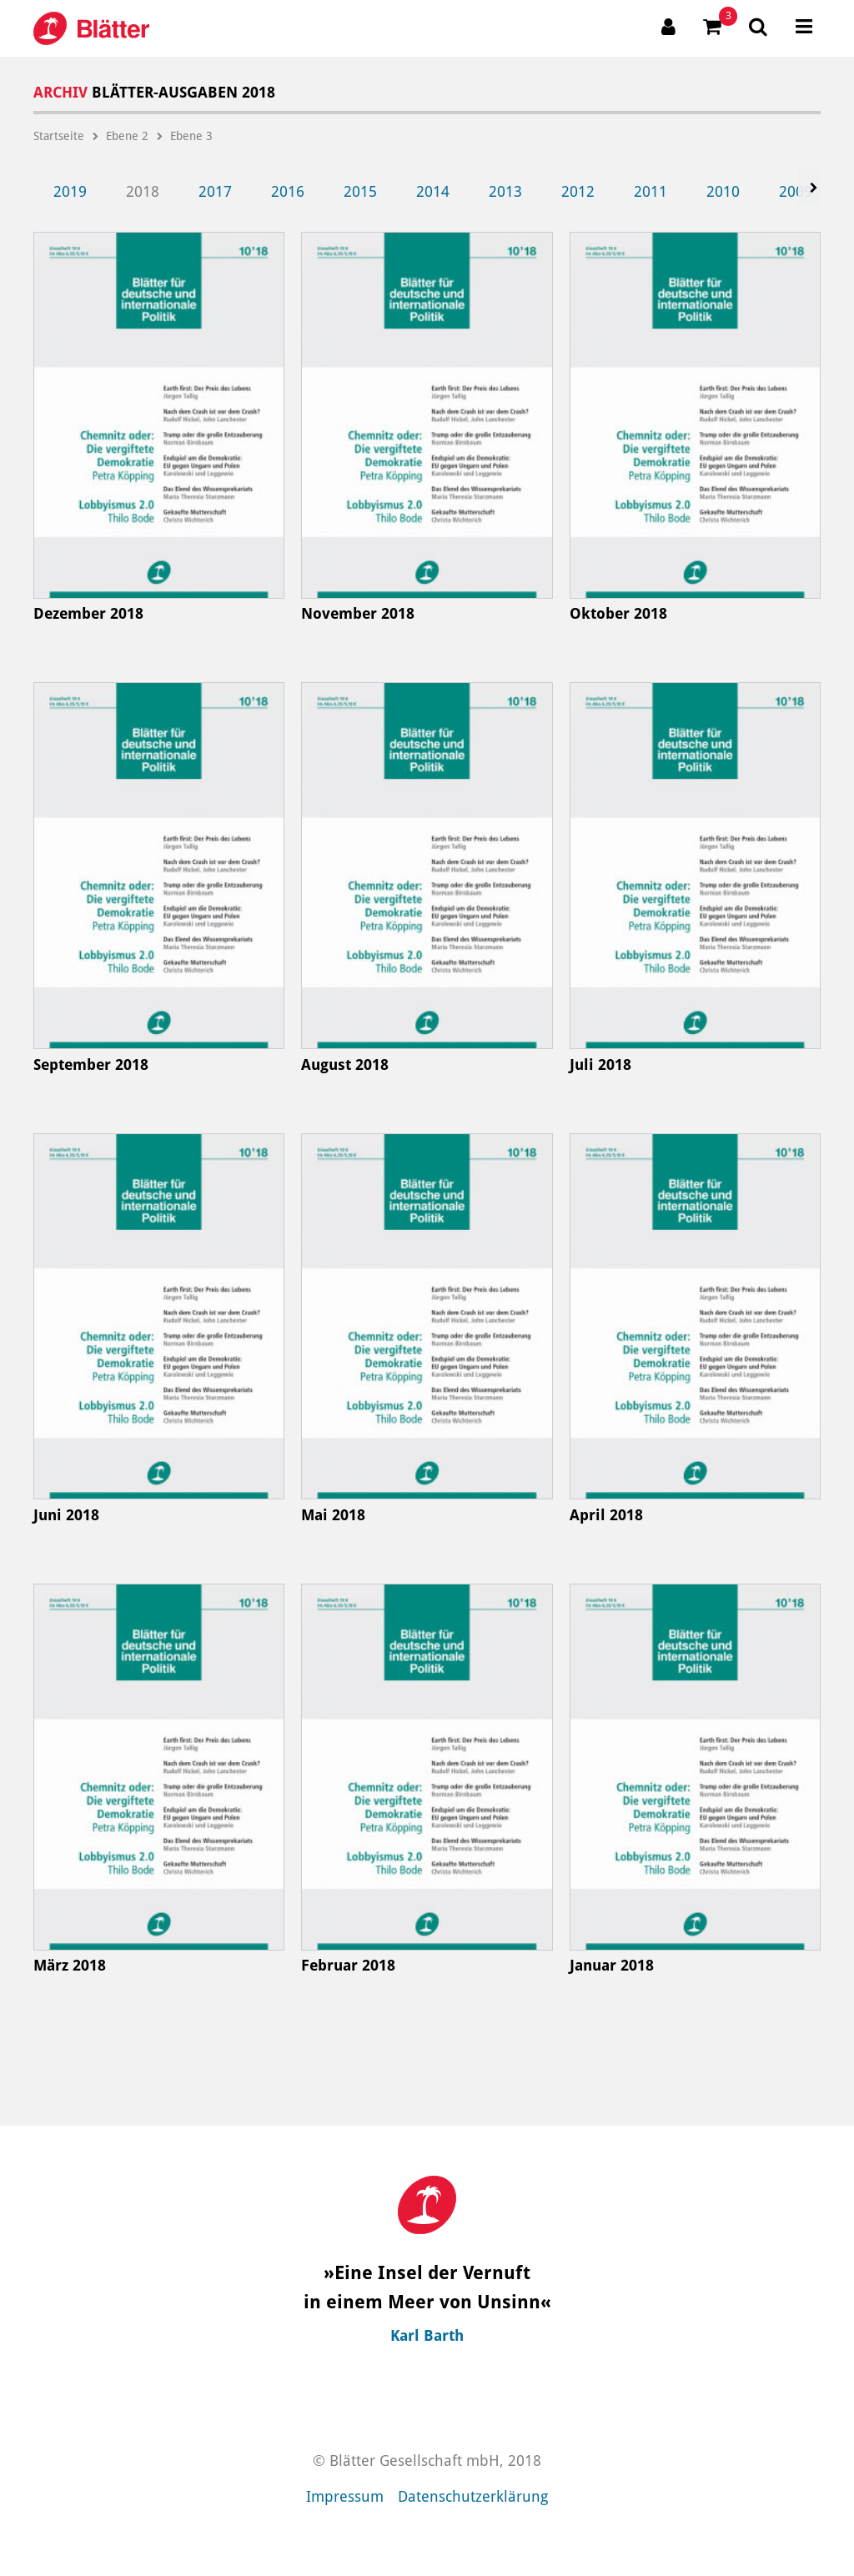 Blätter
3
ARCHIV BLÄTTER-AUSGABEN 2018
Startseite Ebene 2 Ebene 3
2019 2018 2017 2016 2015 2014 2013 2012 2011 2010
10'18 10'18 10'18
Blätter für deutsche und internationale Politik
Earth first: Der Preis des Lebens
Jürgen Tallig
Nach dem Crash ist vor dem Crash?
Rudolf Hickel, John Lanchester
Trump oder die große Entzauberung
Norman Birnbaum
Endspiel um die Demokratie:
EU gegen Ungarn und Polen
Karolewski und Leggewie
Das Elend des Wissensprekariats
Maria Theresia Starzmann
Gekaufte Mutterschaft
Christa Wichterich
Chemnitz oder:
Die vergiftete
Demokratie
Petra Köpping
Lobbyismus 2.0
Thilo Bode
Dezember 2018 November 2018 Oktober 2018
September 2018 August 2018 Juli 2018
Juni 2018 Mai 2018 April 2018
März 2018 Februar 2018 Januar 2018
»Eine Insel der Vernuft
in einem Meer von Unsinn«
Karl Barth
© Blätter Gesellschaft mbH, 2018
Impressum Datenschutzerklärung